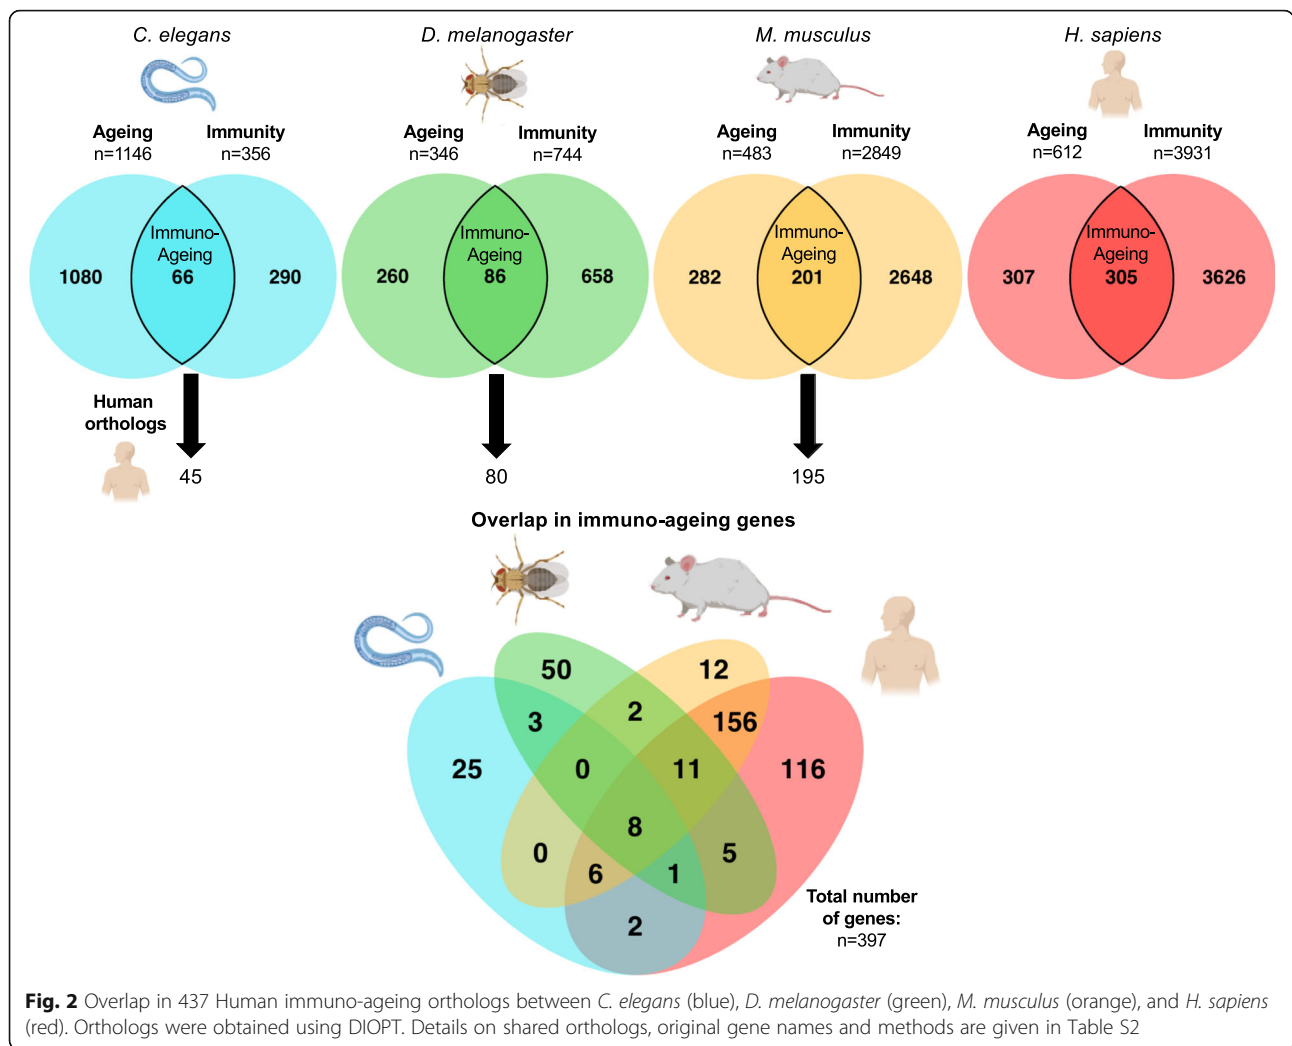 C. elegans
D. melanogaster
M. musculus
H. sapiens
Ageing
n=1146
Immunity
n=356
Ageing
n=346
Immunity
n=744
Ageing
n=483
Immunity
n=2849
Ageing
n=612
Immunity
n=3931
1080
Immuno-
Ageing
66
290
260
Immuno-
Ageing
86
658
282
Immuno-
Ageing
201
2648
307
Immuno-
Ageing
305
3626
Human
orthologs
45
80
195
Overlap in immuno-ageing genes
50
12
3
2
156
25
0
11
116
8
0
6
1
5
2
Total number
of genes:
n=397
Fig. 2 Overlap in 437 Human immuno-ageing orthologs between C. elegans (blue), D. melanogaster (green), M. musculus (orange), and H. sapiens
(red). Orthologs were obtained using DIOPT. Details on shared orthologs, original gene names and methods are given in Table S2